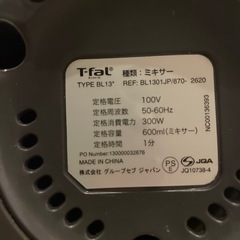 T-fal 種類：ミキサー
TYPE BL13* REF: BL1301JP/870- 2620
定格電圧： 100V
定格周波数： 50-60Hz
定格消費電力： 300W
定格容量： 600ml(ミキサー)
定格時間： 1分
PO Number:130000032676
MADE IN CHINA
株式会社 グループセブ ジャパン
PS E JQA
JQ10738-4